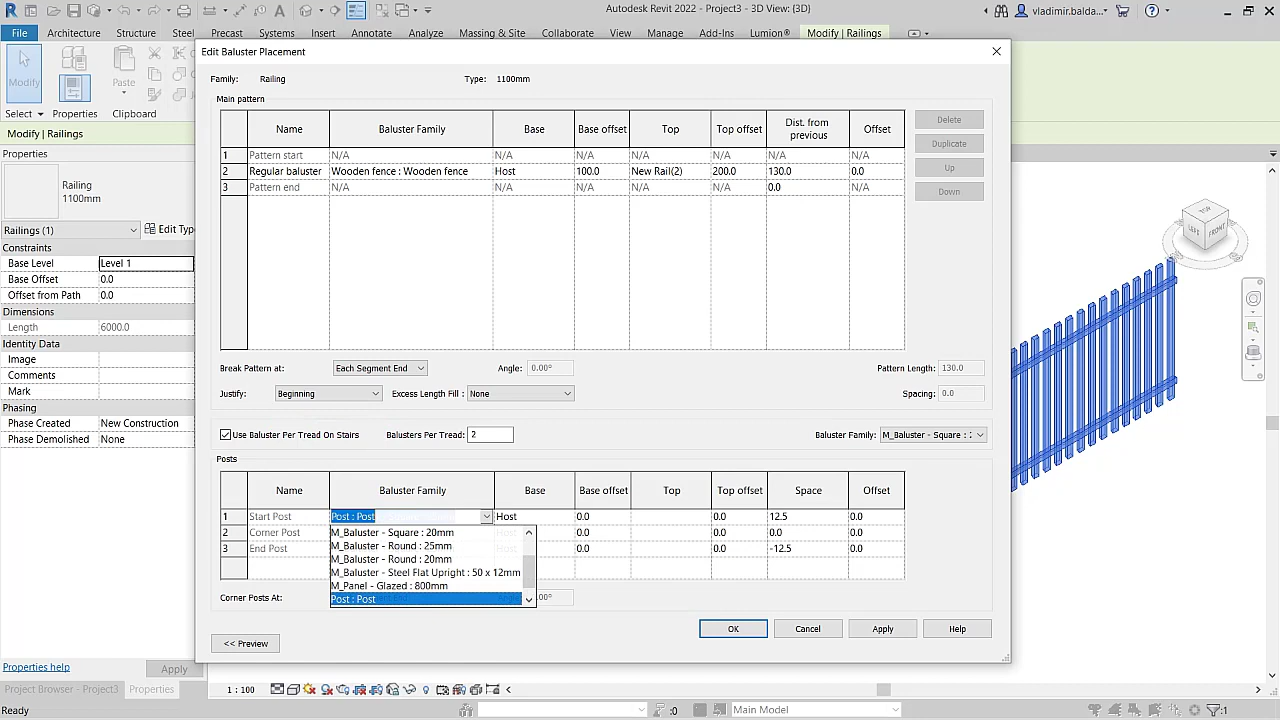 Autodesk Revit 2022 - Project3 - 3D View: {3D}
vladimir.balda...
File Architecture Structure Steel Precast Systems Insert Annotate Analyze Massing & Site Collaborate View Manage Add-Ins Lumion® Modify | Railings
Modify
Paste
Select Properties Clipboard
Modify | Railings
Properties
Railing
1100mm
Railings (1) Edit Type
Constraints
Base Level Level 1
Base Offset 0.0
Offset from Path 0.0
Dimensions
Length 6000.0
Identity Data
Image
Comments
Mark
Phasing
Phase Created New Construction
Phase Demolished None
Properties help Apply
Project Browser - Project3 Properties
Ready
Edit Baluster Placement
Family: Railing Type: 1100mm
Main pattern
Name Baluster Family Base Base offset Top Top offset Dist. from previous Offset
1 Pattern start N/A N/A N/A N/A N/A N/A N/A
2 Regular baluster Wooden fence : Wooden fence Host 100.0 New Rail(2) 200.0 130.0 0.0
3 Pattern end N/A N/A N/A N/A N/A 0.0 N/A
Delete
Duplicate
Up
Down
Break Pattern at: Each Segment End Angle: 0.00° Pattern Length: 130.0
Justify: Beginning Excess Length Fill : None Spacing: 0.0
Use Baluster Per Tread On Stairs Balusters Per Tread: 2 Baluster Family: M_Baluster - Square : 2
Posts
Name Baluster Family Base Base offset Top Top offset Space Offset
1 Start Post Post : Post Host 0.0 0.0 12.5 0.0
2 Corner Post 0.0 0.0 0.0 0.0
3 End Post 0.0 0.0 -12.5 0.0
M_Baluster - Square : 20mm
M_Baluster - Round : 25mm
M_Baluster - Round : 20mm
M_Baluster - Steel Flat Upright : 50 x 12mm
M_Panel - Glazed : 800mm
Post : Post
Corner Posts At: .00°
OK Cancel Apply Help
<< Preview
TOP
LEFT FRONT
1 : 100
:0 Main Model :1